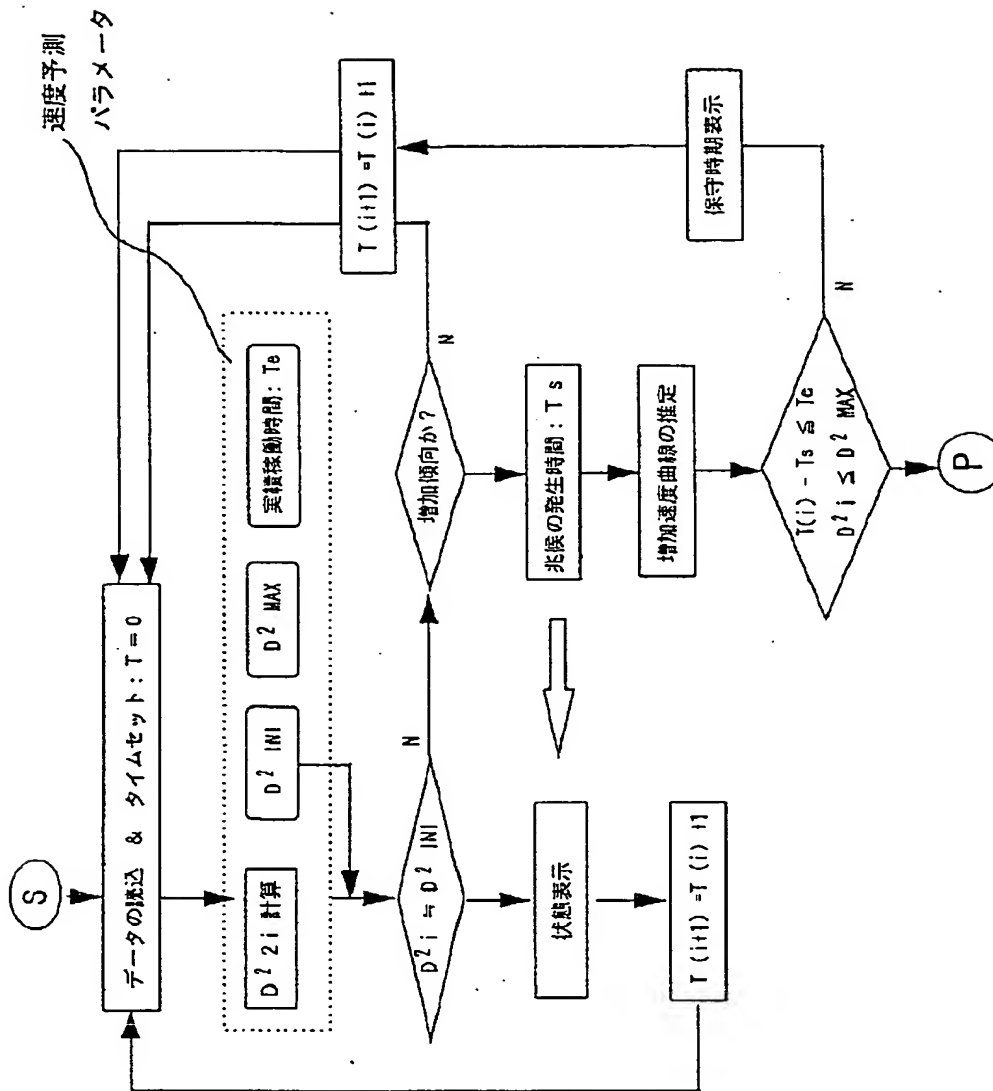 S
データの読込 & タイムセット：T=0
速度予測
パラメータ
D² 2i 計算
D² INI
D² MAX
実績稼働時間：Te
D² i ≒ D² INI
N
増加傾向か？
N
T(i+1)=T(i)+1
状態表示
T(i+1)=T(i)+1
兆候の発生時間：Ts
増加速度曲線の推定
T(i) - Ts ≦ Te
D² i ≦ D² MAX
N
保守時期表示
P